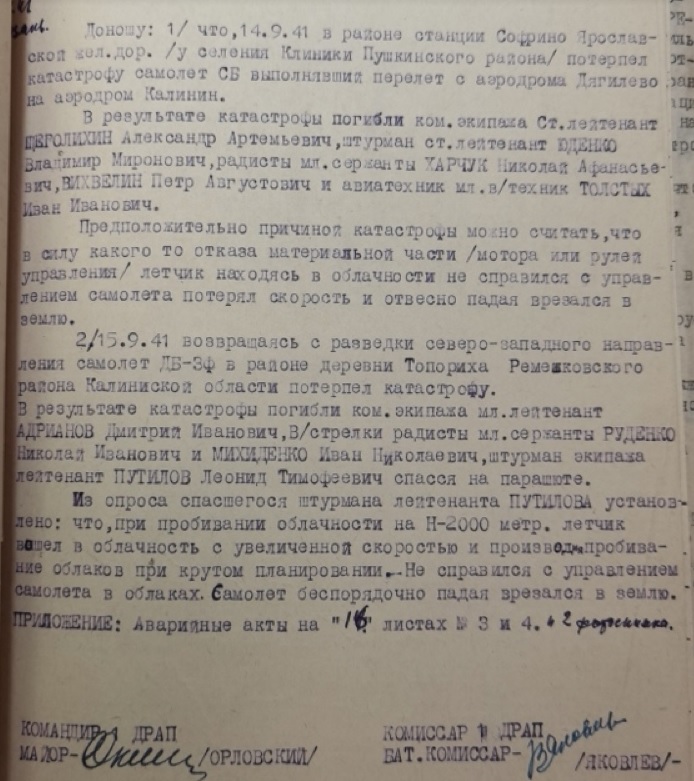 Доношу: 1/ что,14.9.41 в районе станции Софрино Ярослав-
ской жел.дор. /у селения Клиники Пушкинского района/ потерпел
катастрофу самолет СБ выполнявший перелет с аэродрома Дягилево
на аэродром Калинин.
В результате катастрофы погибли ком.экипажа Ст.лейтенант
ЩЕГОЛИХИН Александр Артемьевич,штурман ст.лейтенант ЮДЕНКО
Владимир Миронович,радисты мл.сержанты ХАРЧУК Николай Афанасье-
вич,ВИХВЕЛИН Петр Августович и авиатехник мл.в/техник ТОЛСТЫХ
Иван Иванович.
Предположительно причиной катастрофы можно считать,что
в силу какого то отказа материальной части /мотора или рулей
управления/ летчик находясь в облачности не справился с управ-
лением самолета потерял скорость и отвесно падая врезался в
землю.
2/15.9.41 возвращаясь с разведки северо-западного направ-
ления самолет ДБ-3ф в районе деревни Топориха Ремешковского
района Калиниской области потерпел катастрофу.
В результате катастрофы погибли ком.экипажа мл.лейтенант
АДРИАНОВ Дмитрий Иванович,В/стрелки радисты мл.сержанты РУДЕНКО
Николай Иванович и МИХИДЕНКО Иван Николаевич,штурман экипажа
лейтенант ПУТИЛОВ Леонид Тимофеевич спасся на парашюте.
Из опроса спасшегося штурмана лейтенанта ПУТИЛОВА установ-
лено: что,при пробивании облачности на Н-2000 метр. летчик
вошел в облачность с увеличенной скоростью и производя пробива-
ние облаков при крутом планировании.-Не справился с управлением
самолета в облаках. Самолет беспорядочно падая врезался в землю.
ПРИЛОЖЕНИЕ: Аварийные акты на "16" листах № 3 и 4. и 2
КОМАНДИР 1 ДРАП
МАЙОР- /ОРЛОВСКИЙ/
КОМИССАР 1 ДРАП
БАТ.КОМИССАР- /ЯКОВЛЕВ/-